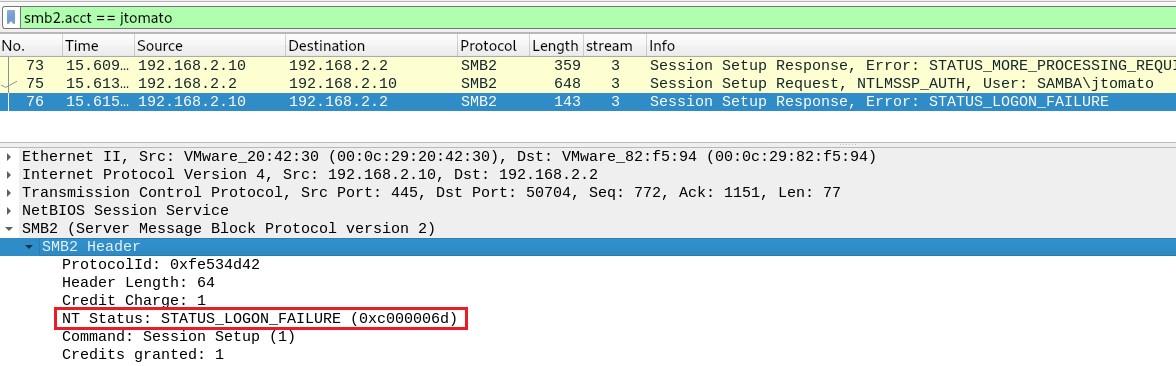 smb2.acct == jtomato
No. Time Source Destination Protocol Length stream Info
73 15.609… 192.168.2.10 192.168.2.2 SMB2 359 3 Session Setup Response, Error: STATUS_MORE_PROCESSING_REQUI
75 15.613… 192.168.2.2 192.168.2.10 SMB2 648 3 Session Setup Request, NTLMSSP_AUTH, User: SAMBA\jtomato
76 15.615… 192.168.2.10 192.168.2.2 SMB2 143 3 Session Setup Response, Error: STATUS_LOGON_FAILURE
Ethernet II, Src: VMware_20:42:30 (00:0c:29:20:42:30), Dst: VMware_82:f5:94 (00:0c:29:82:f5:94)
Internet Protocol Version 4, Src: 192.168.2.10, Dst: 192.168.2.2
Transmission Control Protocol, Src Port: 445, Dst Port: 50704, Seq: 772, Ack: 1151, Len: 77
NetBIOS Session Service
SMB2 (Server Message Block Protocol version 2)
SMB2 Header
ProtocolId: 0xfe534d42
Header Length: 64
Credit Charge: 1
NT Status: STATUS_LOGON_FAILURE (0xc000006d)
Command: Session Setup (1)
Credits granted: 1